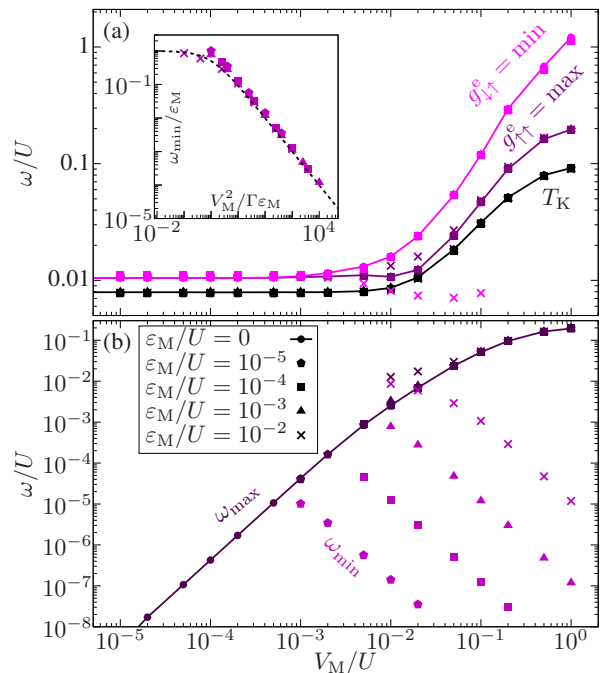 (a)
1
0.1
0.01
ω/U
10^{-1}
10^{-5}
ω_min/ε_M
10^{-2}
10^4
V_M^2/Γε_M
g^e_{↓↑} = min
g^e_{↑↑} = max
T_K
(b)
ε_M/U = 0
ε_M/U = 10^{-5}
ε_M/U = 10^{-4}
ε_M/U = 10^{-3}
ε_M/U = 10^{-2}
10^{-1}
10^{-2}
10^{-3}
10^{-4}
10^{-5}
10^{-6}
10^{-7}
10^{-8}
ω/U
ω_max
ω_min
10^{-5} 10^{-4} 10^{-3} 10^{-2} 10^{-1} 10^0
V_M/U